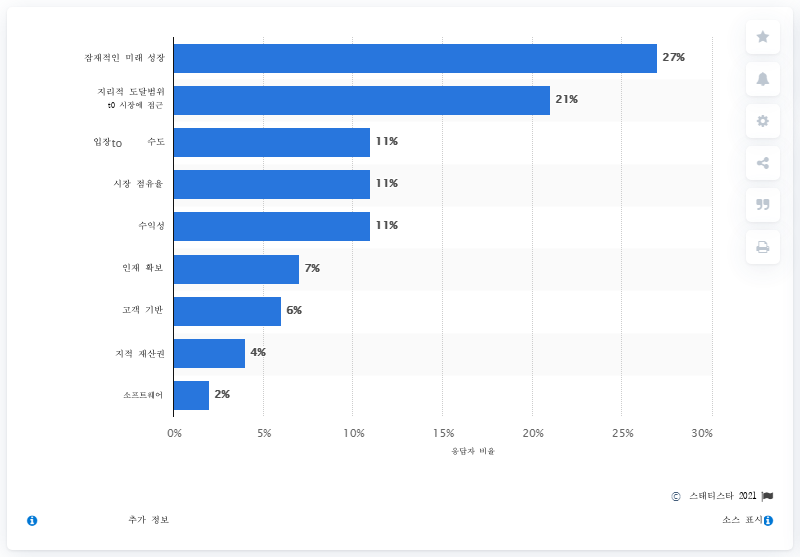 잠재적인 미래 성장
27%
지리적 도달범위
t0 시장에 접근
21%
입장to 수도
11%
시장 점유율
11%
수익성
11%
인재 확보
7%
고객 기반
6%
지적 재산권
4%
소프트웨어
2%
0% 5% 10% 15% 20% 25% 30%
응답자 비율
© 스태티스타 2021
추가 정보
소스 표시